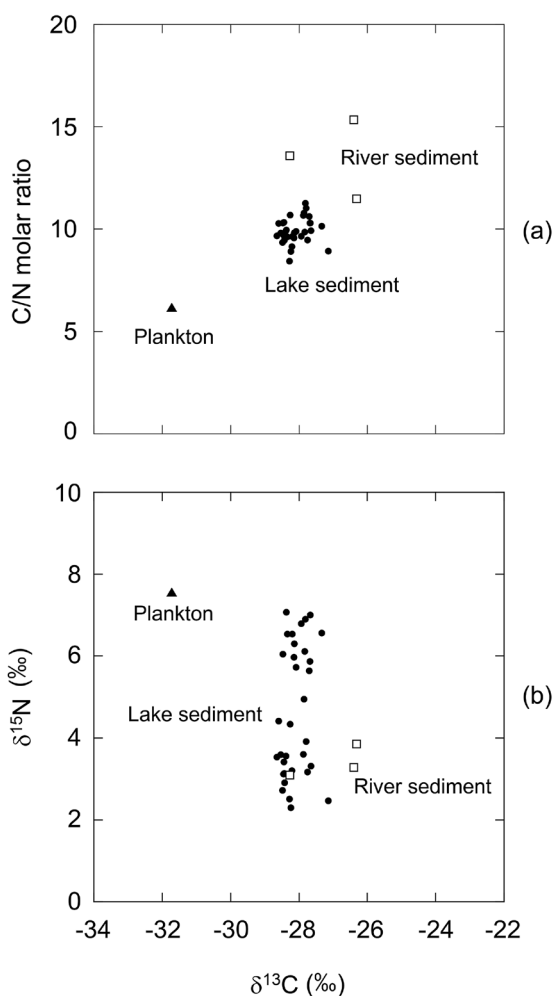 20
15
10
5
0
C/N molar ratio
River sediment
Lake sediment
Plankton
(a)
10
8
6
4
2
0
δ15N (‰)
Plankton
Lake sediment
River sediment
(b)
-34 -32 -30 -28 -26 -24 -22
δ13C (‰)